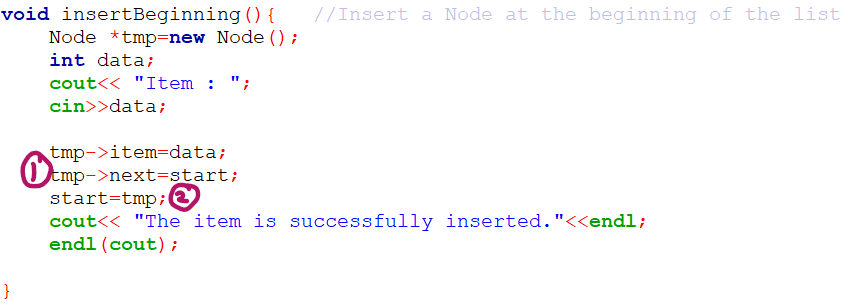 void insertBeginning(){   //Insert a Node at the beginning of the list
    Node *tmp=new Node();
    int data;
    cout<< "Item : ";
    cin>>data;

    tmp->item=data;
1   tmp->next=start;
    start=tmp; 2
    cout<< "The item is successfully inserted."<<endl;
    endl(cout);

}